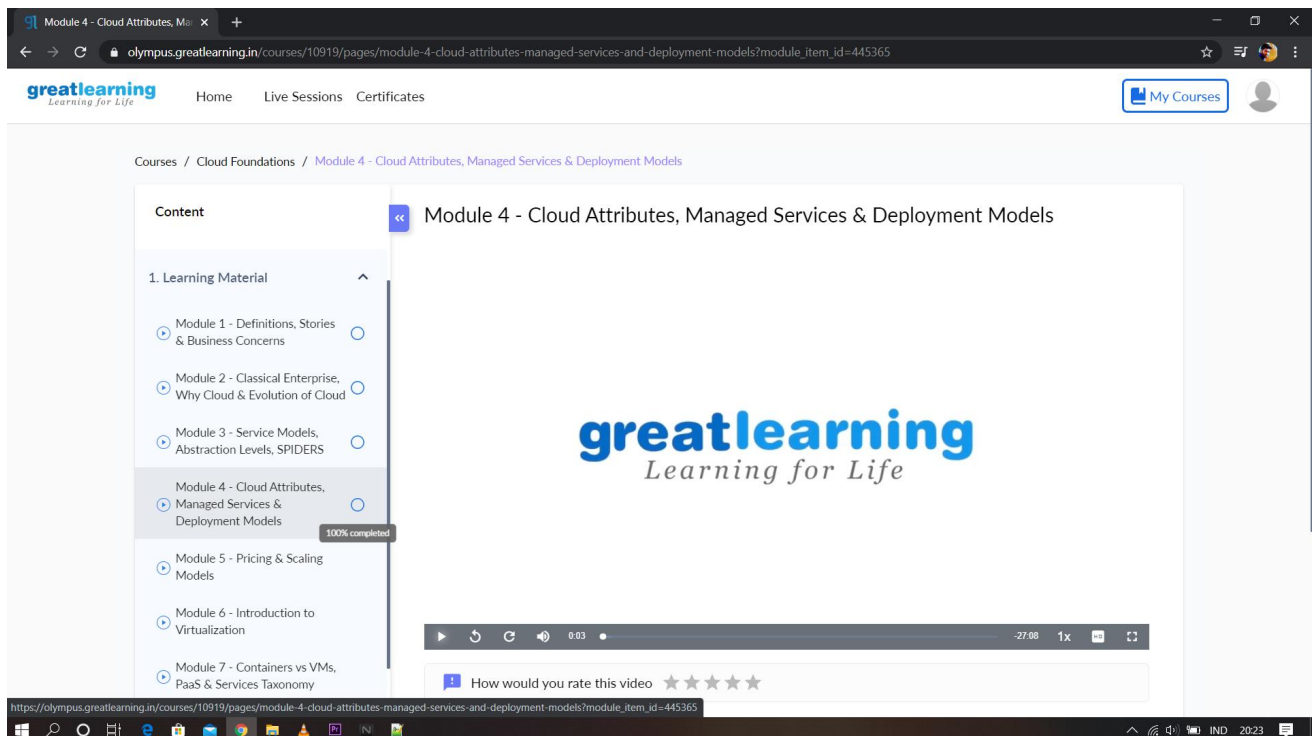 Module 4 - Cloud Attributes, Ma
olympus.greatlearning.in/courses/10919/pages/module-4-cloud-attributes-managed-services-and-deployment-models?module_item_id=445365
greatlearning
Learning for Life
Home Live Sessions Certificates
My Courses
Courses / Cloud Foundations / Module 4 - Cloud Attributes, Managed Services & Deployment Models
Content
1. Learning Material
Module 1 - Definitions, Stories
& Business Concerns
Module 2 - Classical Enterprise,
Why Cloud & Evolution of Cloud
Module 3 - Service Models,
Abstraction Levels, SPIDERS
Module 4 - Cloud Attributes,
Managed Services &
Deployment Models
100% completed
Module 5 - Pricing & Scaling
Models
Module 6 - Introduction to
Virtualization
Module 7 - Containers vs VMs,
PaaS & Services Taxonomy
Module 4 - Cloud Attributes, Managed Services & Deployment Models
greatlearning
Learning for Life
0:03 -27:08 1x HD
How would you rate this video
https://olympus.greatlearning.in/courses/10919/pages/module-4-cloud-attributes-managed-services-and-deployment-models?module_item_id=445365
Pr N IND 20:23